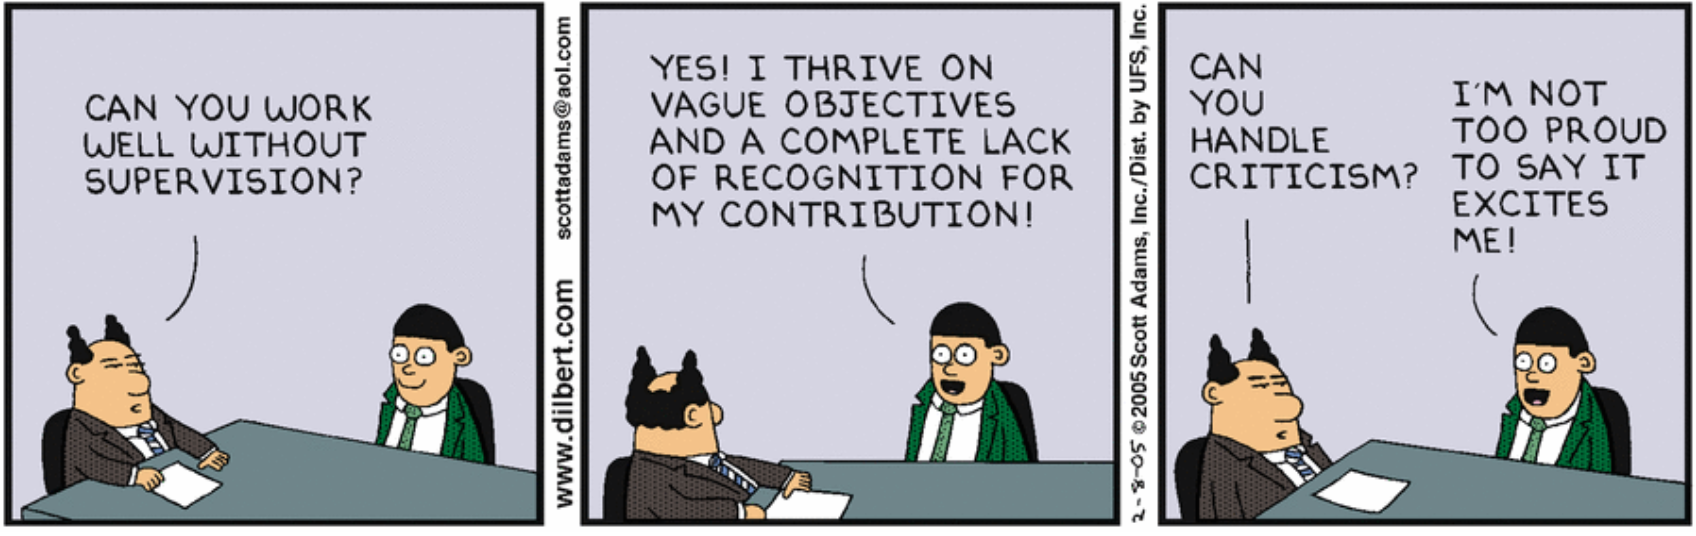 CAN YOU WORK
WELL WITHOUT
SUPERVISION?
www.dilbert.com scottadams@aol.com
YES! I THRIVE ON
VAGUE OBJECTIVES
AND A COMPLETE LACK
OF RECOGNITION FOR
MY CONTRIBUTION!
2-8-05 © 2005 Scott Adams, Inc./Dist. by UFS, Inc.
CAN
YOU
HANDLE
CRITICISM?
I'M NOT
TOO PROUD
TO SAY IT
EXCITES
ME!